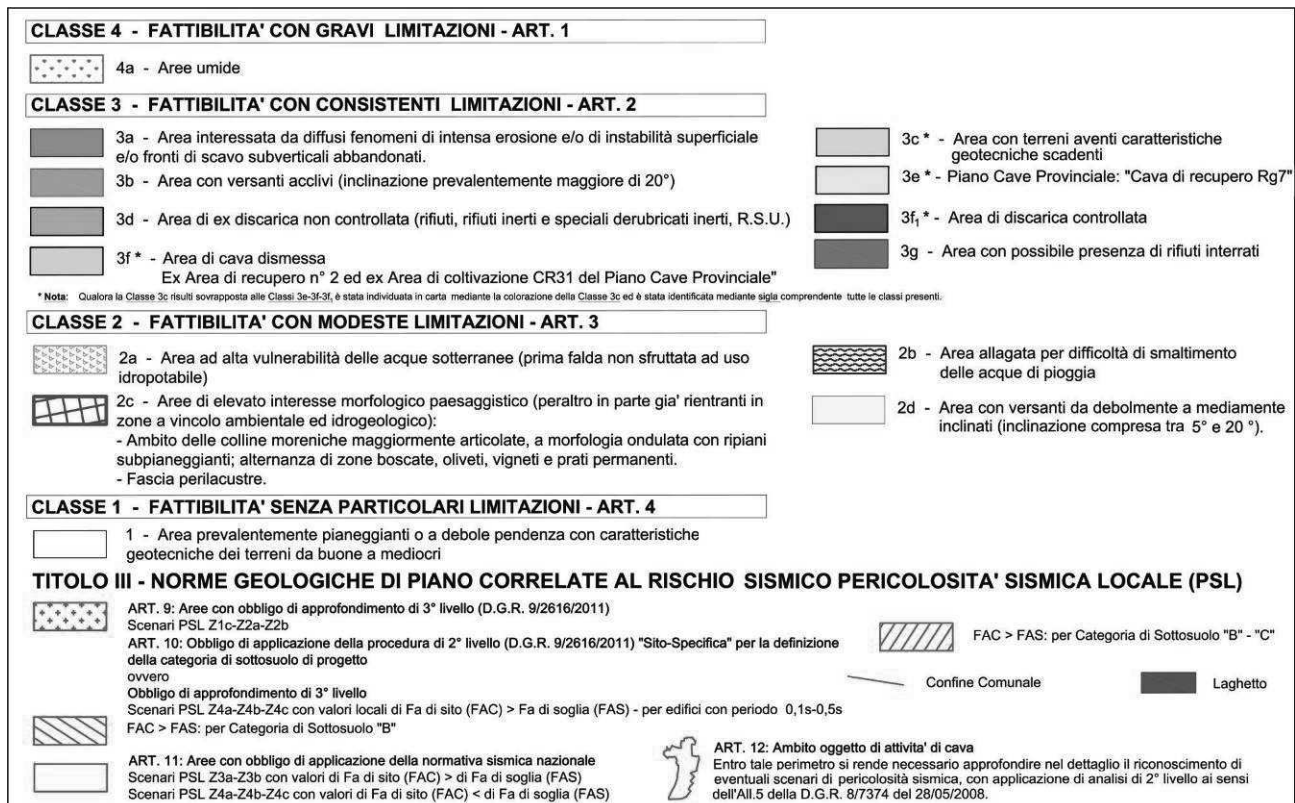 CLASSE 4 - FATTIBILITA' CON GRAVI LIMITAZIONI - ART. 1
4a - Aree umide
CLASSE 3 - FATTIBILITA' CON CONSISTENTI LIMITAZIONI - ART. 2
3a - Area interessata da diffusi fenomeni di intensa erosione e/o di instabilità superficiale
e/o fronti di scavo subverticali abbandonati.
3b - Area con versanti acclivi (inclinazione prevalentemente maggiore di 20°)
3d - Area di ex discarica non controllata (rifiuti, rifiuti inerti e speciali derubricati inerti, R.S.U.)
3f * - Area di cava dismessa
Ex Area di recupero n° 2 ed ex Area di coltivazione CR31 del Piano Cave Provinciale"
3c * - Area con terreni aventi caratteristiche
geotecniche scadenti
3e * - Piano Cave Provinciale: "Cava di recupero Rg7"
3f₁ * - Area di discarica controllata
3g - Area con possibile presenza di rifiuti interrati
* Nota: Qualora la Classe 3c risulti sovrapposta alle Classi 3e-3f-3f₁ è stata individuata in carta mediante la colorazione della Classe 3c ed è stata identificata mediante sigla comprendente tutte le classi presenti.
CLASSE 2 - FATTIBILITA' CON MODESTE LIMITAZIONI - ART. 3
2a - Area ad alta vulnerabilità delle acque sotterranee (prima falda non sfruttata ad uso
idropotabile)
2c - Aree di elevato interesse morfologico paesaggistico (peraltro in parte gia' rientranti in
zone a vincolo ambientale ed idrogeologico):
- Ambito delle colline moreniche maggiormente articolate, a morfologia ondulata con ripiani
subpianeggianti; alternanza di zone boscate, oliveti, vigneti e prati permanenti.
- Fascia perilacustre.
2b - Area allagata per difficoltà di smaltimento
delle acque di pioggia
2d - Area con versanti da debolmente a mediamente
inclinati (inclinazione compresa tra 5° e 20 °).
CLASSE 1 - FATTIBILITA' SENZA PARTICOLARI LIMITAZIONI - ART. 4
1 - Area prevalentemente pianeggianti o a debole pendenza con caratteristiche
geotecniche dei terreni da buone a mediocri
TITOLO III - NORME GEOLOGICHE DI PIANO CORRELATE AL RISCHIO SISMICO PERICOLOSITA' SISMICA LOCALE (PSL)
ART. 9: Aree con obbligo di approfondimento di 3° livello (D.G.R. 9/2616/2011)
Scenari PSL Z1c-Z2a-Z2b
ART. 10: Obbligo di applicazione della procedura di 2° livello (D.G.R. 9/2616/2011) "Sito-Specifica" per la definizione
della categoria di sottosuolo di progetto
ovvero
Obbligo di approfondimento di 3° livello
Scenari PSL Z4a-Z4b-Z4c con valori locali di Fa di sito (FAC) > Fa di soglia (FAS) - per edifici con periodo 0,1s-0,5s
FAC > FAS: per Categoria di Sottosuolo "B"
FAC > FAS: per Categoria di Sottosuolo "B" - "C"
Confine Comunale
Laghetto
ART. 11: Aree con obbligo di applicazione della normativa sismica nazionale
Scenari PSL Z3a-Z3b con valori di Fa di sito (FAC) > di Fa di soglia (FAS)
Scenari PSL Z4a-Z4b-Z4c con valori di Fa di sito (FAC) < di Fa di soglia (FAS)
ART. 12: Ambito oggetto di attivita' di cava
Entro tale perimetro si rende necessario approfondire nel dettaglio il riconoscimento di
eventuali scenari di pericolosità sismica, con applicazione di analisi di 2° livello ai sensi
dell'All.5 della D.G.R. 8/7374 del 28/05/2008.